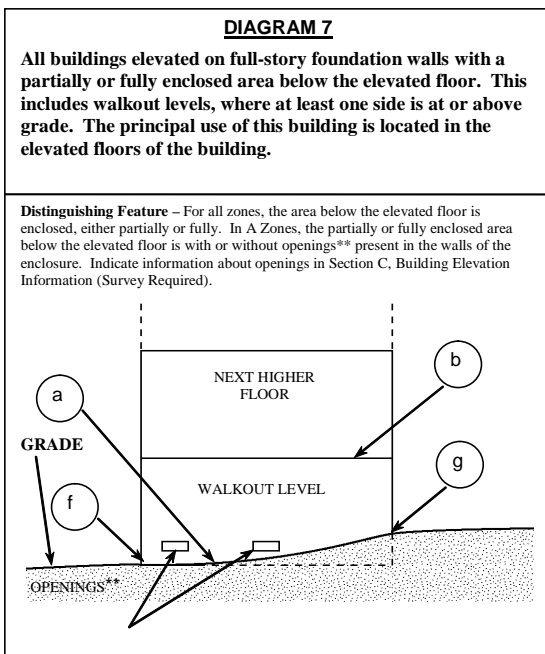 DIAGRAM 7
All buildings elevated on full-story foundation walls with a
partially or fully enclosed area below the elevated floor.  This
includes walkout levels, where at least one side is at or above
grade.  The principal use of this building is located in the
elevated floors of the building.
Distinguishing Feature – For all zones, the area below the elevated floor is
enclosed, either partially or fully.  In A Zones, the partially or fully enclosed area
below the elevated floor is with or without openings** present in the walls of the
enclosure.  Indicate information about openings in Section C, Building Elevation
Information (Survey Required).
NEXT HIGHER
FLOOR
b
a
GRADE
g
WALKOUT LEVEL
f
OPENINGS**